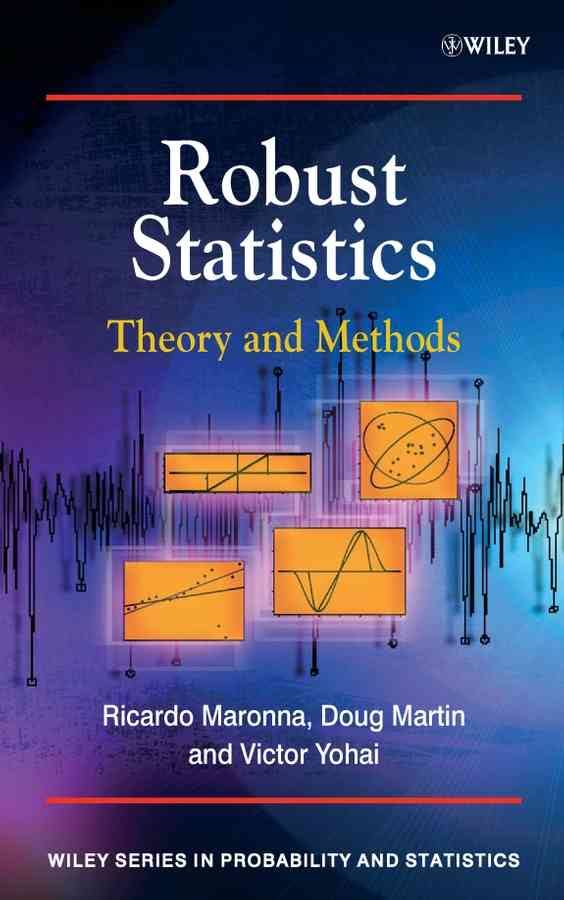 WILEY
Robust
Statistics
Theory and Methods
Ricardo Maronna, Doug Martin
and Victor Yohai
WILEY SERIES IN PROBABILITY AND STATISTICS